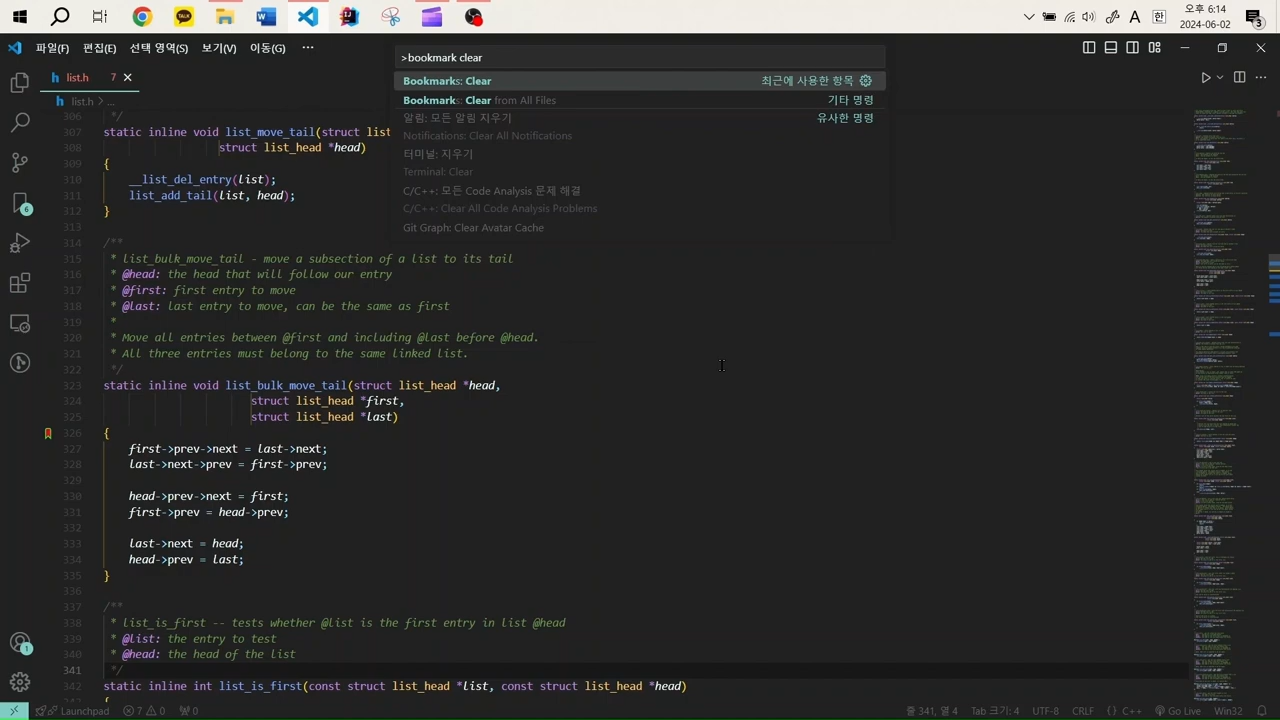 오후 6:14
2024-06-02
A
한
3
파일(F) 편집(E) 선택 영역(S) 보기(V) 이동(G) ···
>bookmark clear
list.h 7
Bookmarks: Clear 최근에 사용한 항목
list.h > ...
Bookmarks: Clear from All Files 기타 명령
알림: 모든 알림 지우기 유사한 명령
Notifications: Clear All Notifications
터미널: 지우기
Terminal: Clear
C/C++: 모든 Code Analysis 문제 해결
C/C++: Clear All Code Analysis Problems
Git Graph: Clear Avatar Cache
306 */
307 static inline void list_move_tail(struct list
308 struct list_head *head)
309 {
310 __list_del_entry(list);
311 list_add_tail(list, head);
312 }
313
314 /**
315 * list_bulk_move_tail - move a subsection of a list to its tail
316 * @head: the head that will follow our entry
317 * @first: first entry to move
318 * @last: last entry to move, can be the same as first
319 *
320 * Move all entries between @first and including @last before @head.
321 * All three entries must belong to the same linked list.
322 */
323 static inline void list_bulk_move_tail(struct list_head *head,
324 struct list_head *first,
325 struct list_head *last)
326 {
327 first->prev->next = last->next;
328 last->next->prev = first->prev;
329
330 head->prev->next = first;
331 first->prev = head->prev;
332
333 last->next = head;
334 head->prev = last;
335 }
336
337 /**
338 * list_is_first -- tests whether @list is the first entry in list @head
339 * @list: the entry to test
340 * @head: the head of the list
341 */
342 static inline int list_is_first(const struct list_head *list, const struct list_head *head)
6
1
Launchpad 7 0 0 줄 341, 열 4 Tab 크기: 4 UTF-8 CRLF {} C++ Go Live Win32